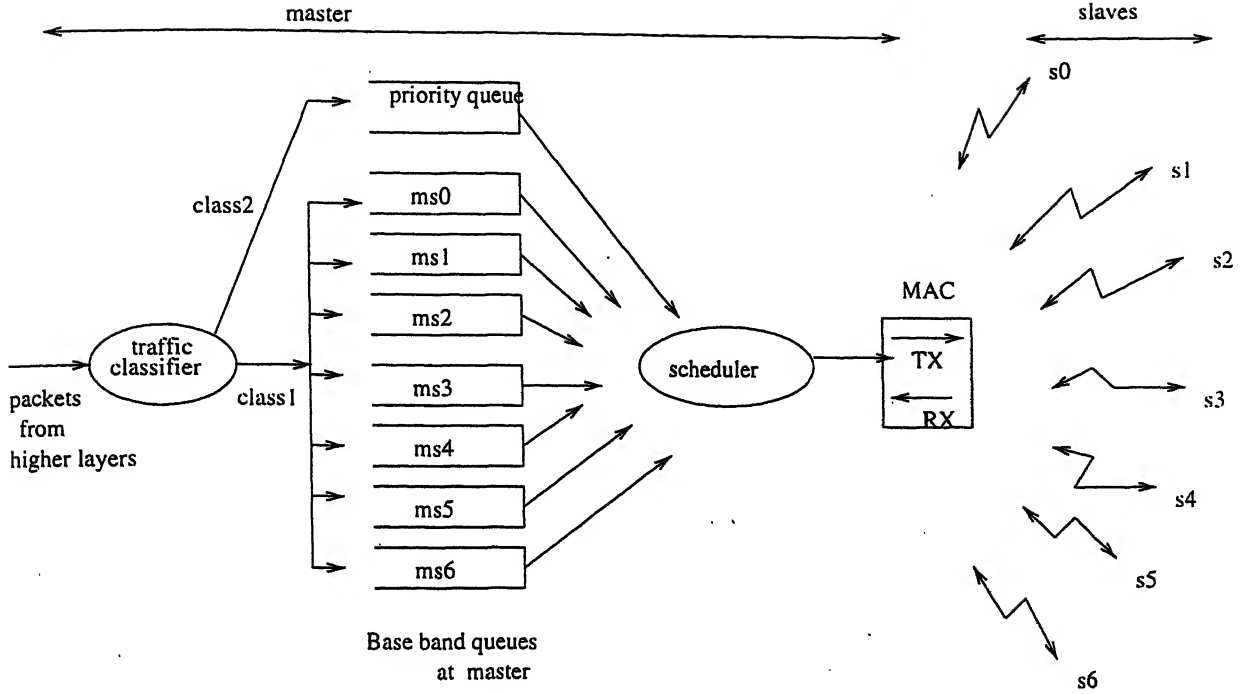 master
slaves
s0
priority queue
s1
class2
ms0
ms1
s2
MAC
ms2
traffic
classifier
scheduler
TX
packets
from
higher layers
class1
ms3
s3
RX
ms4
s4
ms5
s5
ms6
s6
Base band queues
at master